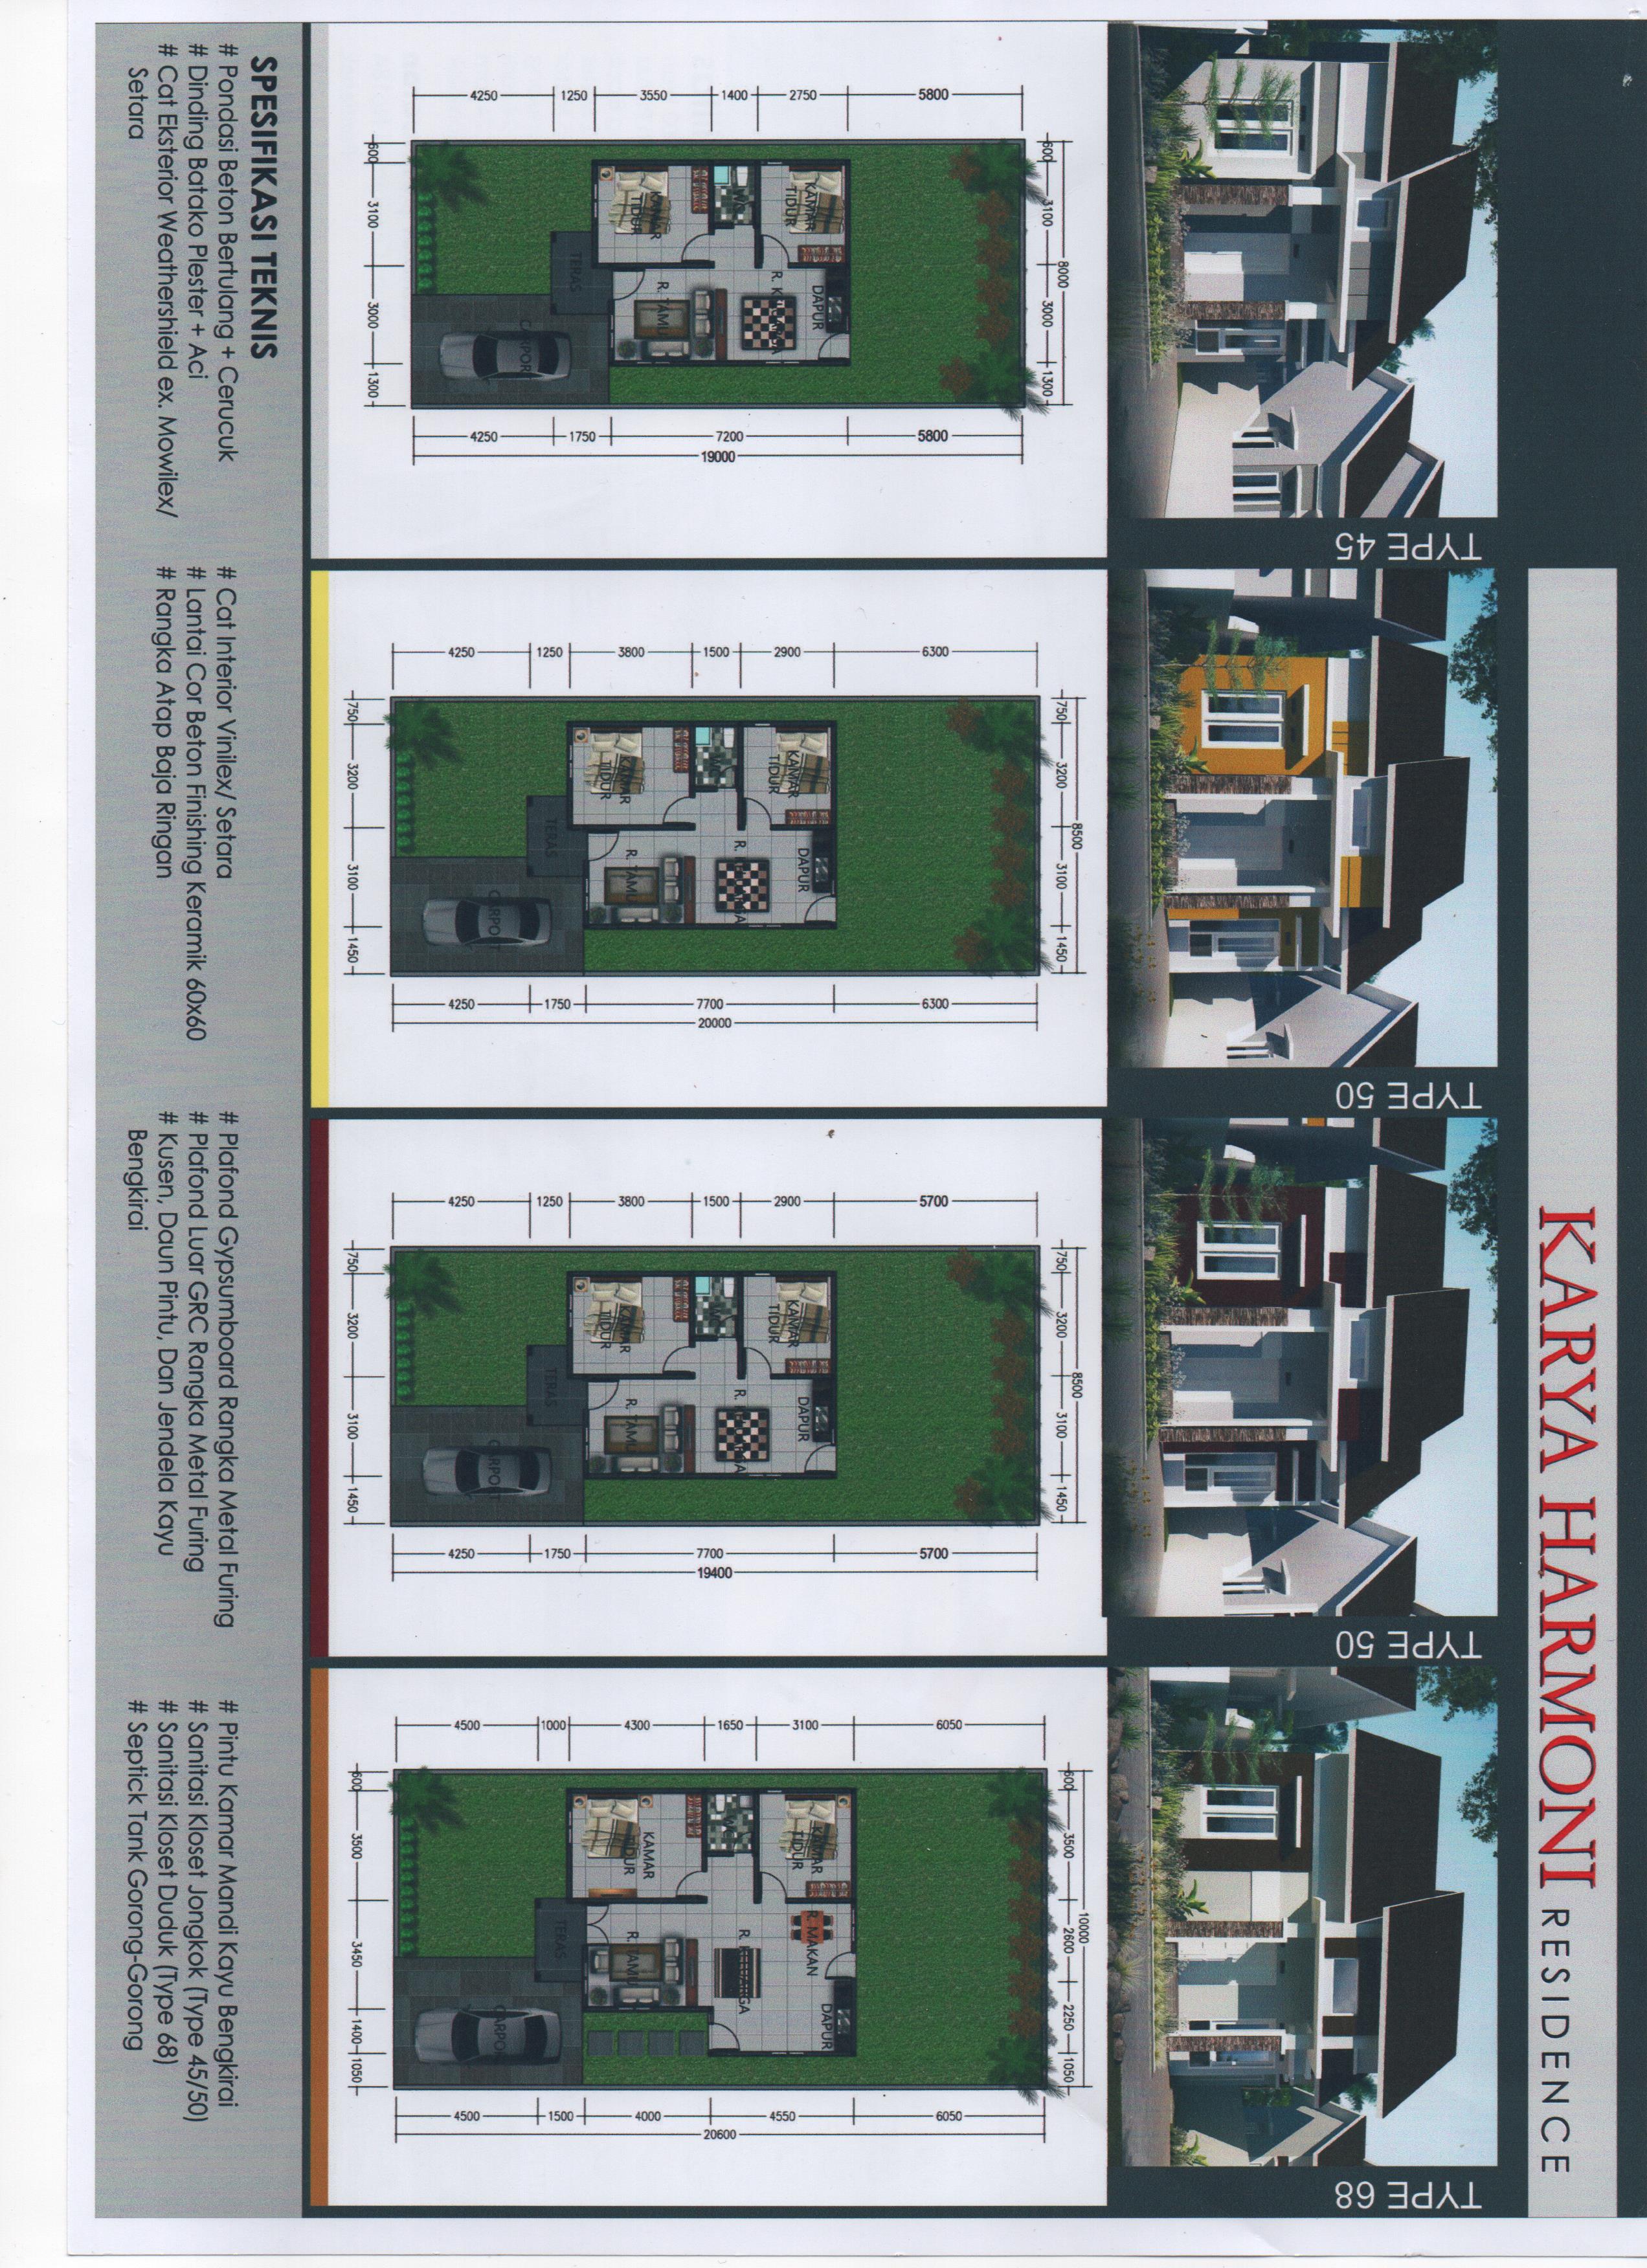 KARYA HARMONI RESIDENCE
TYPE 45
TYPE 50
TYPE 50
TYPE 68
8000
600 3100 3000 1300
5800
2750
1400
3550
1250
4250
5800
7200
1750
4250
19000
KAMAR
TIDUR
DAPUR
R. KELUARGA
WC
KAMAR
TIDUR
R. TAMU
TERAS
CARPORT
600 3100 3000 1300
8500
750 3200 3100 1450
6300
2900
1500
3800
1250
4250
6300
7700
1750
4250
20000
KAMAR
TIDUR
DAPUR
R. KELUARGA
WC
KAMAR
TIDUR
R. TAMU
TERAS
CARPORT
750 3200 3100 1450
8500
750 3200 3100 1450
5700
2900
1500
3800
1250
4250
5700
7700
1750
4250
19400
KAMAR
TIDUR
DAPUR
R. KELUARGA
WC
KAMAR
TIDUR
R. TAMU
TERAS
CARPORT
750 3200 3100 1450
10000
600 3500 2600 2250 1050
6050
3100
1650
4300
1000
4500
6050
4550
4000
1500
4500
20600
KAMAR
TIDUR
R. MAKAN
DAPUR
R. KELUARGA
WC
KAMAR
TIDUR
R. TAMU
TERAS
CARPORT
600 3500 3450 1400 1050
SPESIFIKASI TEKNIS
# Pondasi Beton Bertulang + Cerucuk
# Dinding Batako Plester + Aci
# Cat Eksterior Weathershield ex. Mowilex/
Setara
# Cat Interior Vinilex/ Setara
# Lantai Cor Beton Finishing Keramik 60x60
# Rangka Atap Baja Ringan
# Plafond Gypsumboard Rangka Metal Furing
# Plafond Luar GRC Rangka Metal Furing
# Kusen, Daun Pintu, Dan Jendela Kayu
Bengkirai
# Pintu Kamar Mandi Kayu Bengkirai
# Sanitasi Kloset Jongkok (Type 45/50)
# Sanitasi Kloset Duduk (Type 68)
# Septick Tank Gorong-Gorong